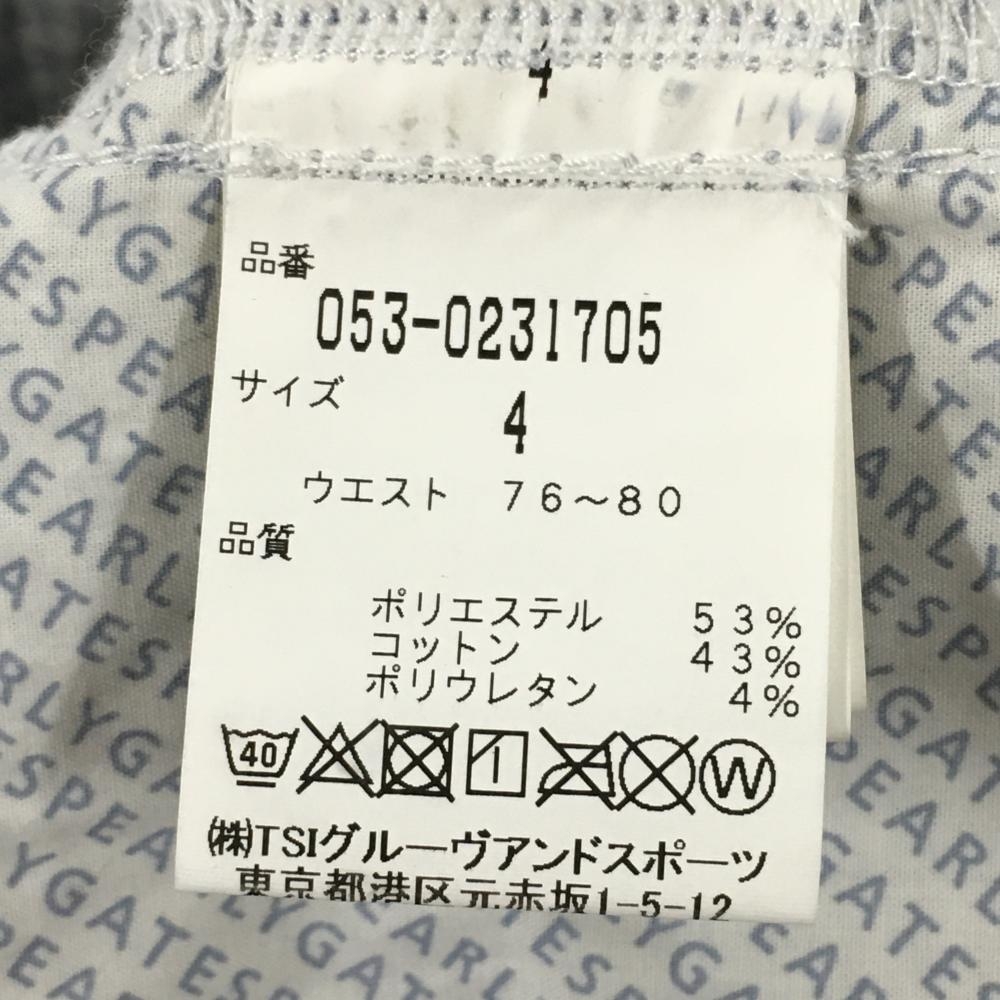 4
品番
053-0231705
サイズ
4
ウエスト 76～80
品質
ポリエステル 53%
コットン 43%
ポリウレタン 4%
40
W
㈱TSIグルーヴアンドスポーツ
東京都港区元赤坂1-5-12
PEARLYGATES